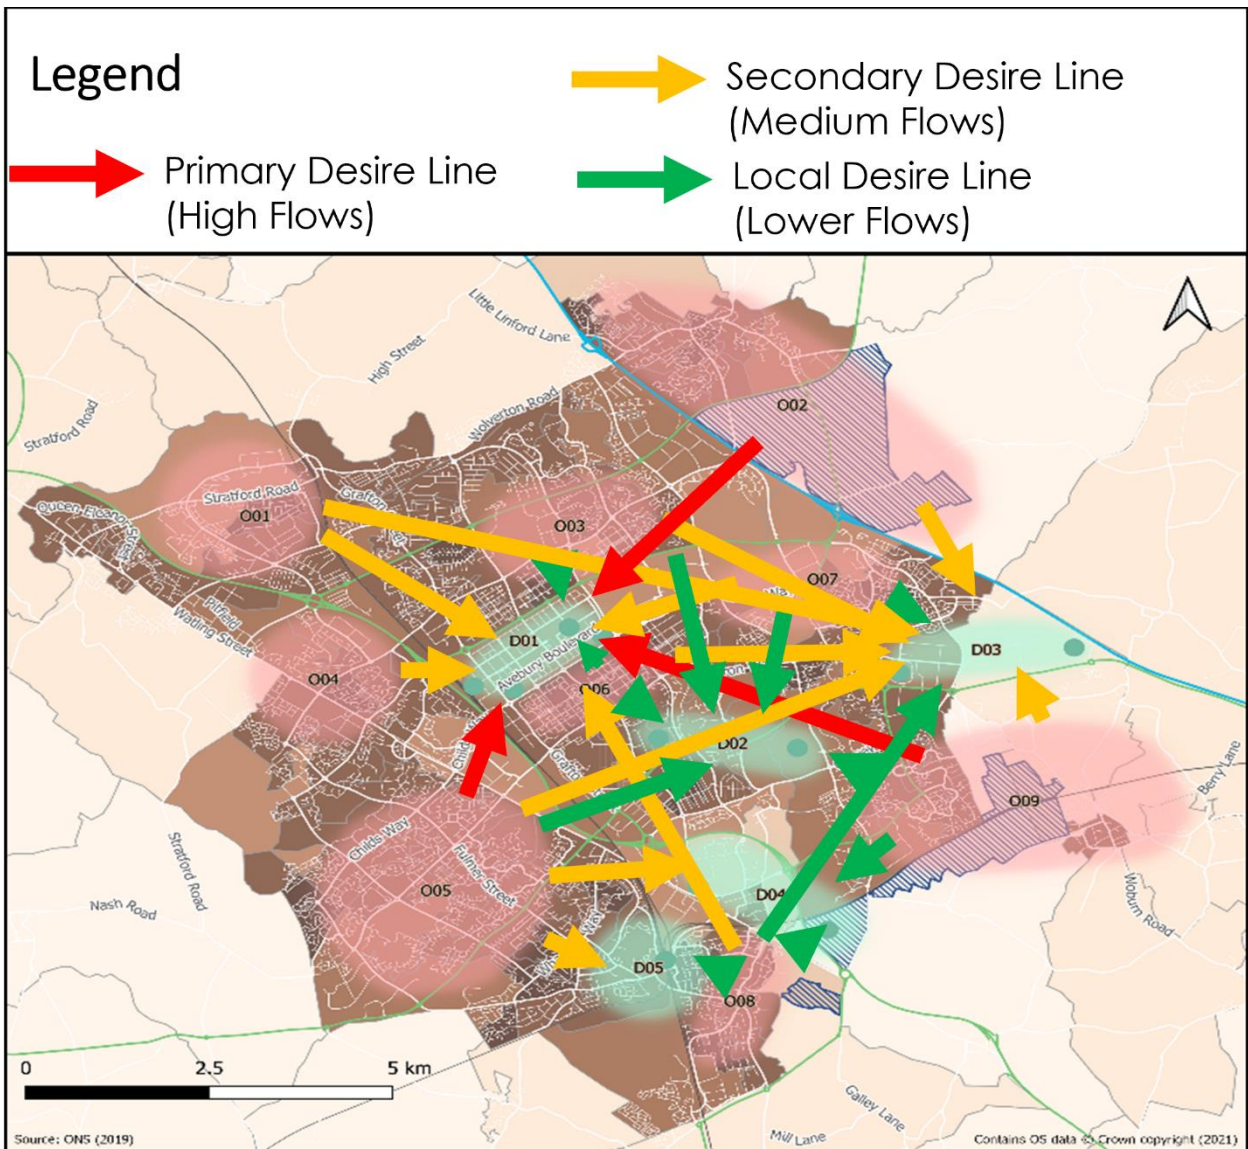 Legend
Secondary Desire Line
(Medium Flows)
Primary Desire Line
(High Flows)
Local Desire Line
(Lower Flows)
Little Linford Lane
High Street
Stratford Road
Wolverton Road
O02
Stratford Road
O01
Queen Eleanor Street
O03
Watling Street
O07
D01
D03
Avebury Boulevard
O04
O06
D02
Berry Lane
O09
Childs Way
Fulmer Street
O05
Stratford Road
Nash Road
D04
Woburn Road
D05
O08
0 2.5 5 km
Galley Lane
Mill Lane
Source: ONS (2019)
Contains OS data © Crown copyright (2021)